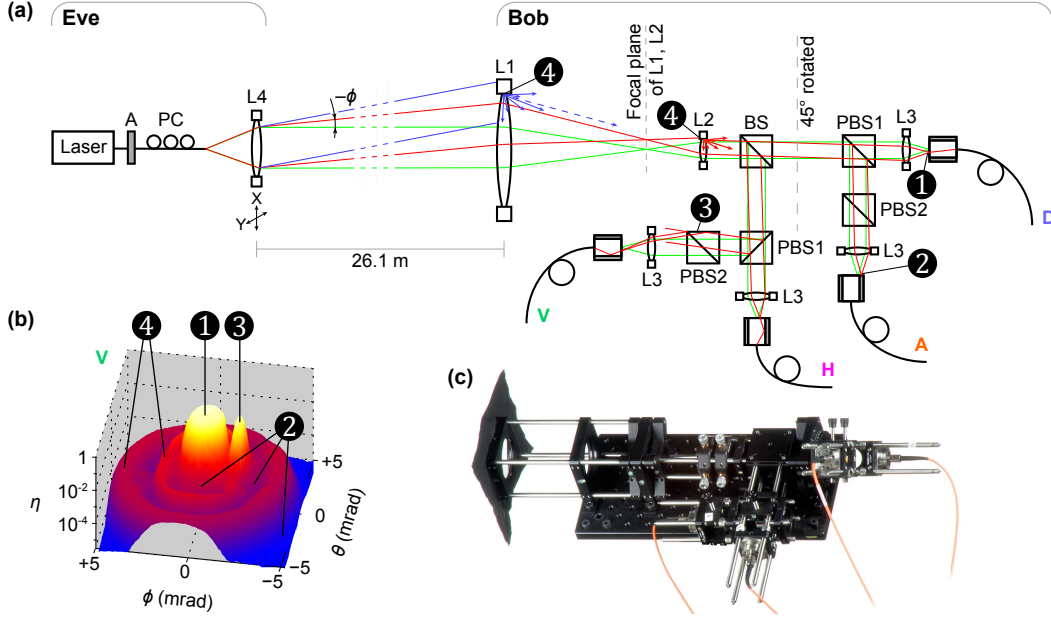 (a)
Eve
Bob
Laser
A
PC
L4
−ϕ
X
Y
26.1 m
L1
4
Focal plane
of L1, L2
4
L2
BS
45° rotated
PBS1
L3
1
D
PBS2
L3
2
A
3
PBS1
PBS2
L3
V
L3
H
(b)
V
4
1
3
2
1
10⁻²
10⁻⁴
η
+5
0
−5
ϕ (mrad)
+5
0
−5
θ (mrad)
(c)